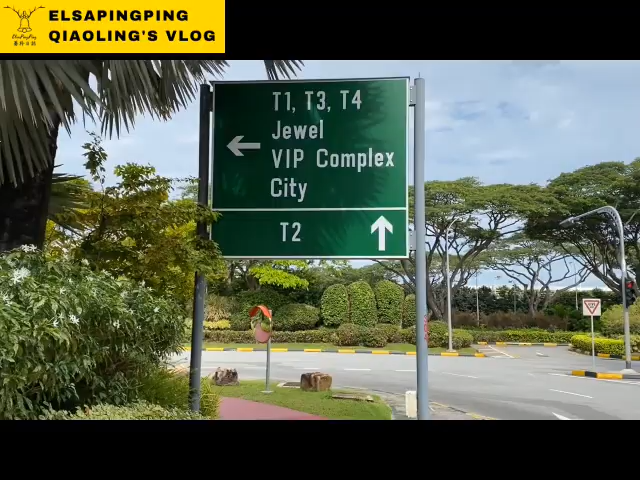 ELSAPINGPING
QIAOLING'S VLOG
T1, T3, T4
Jewel
VIP Complex
City
T2